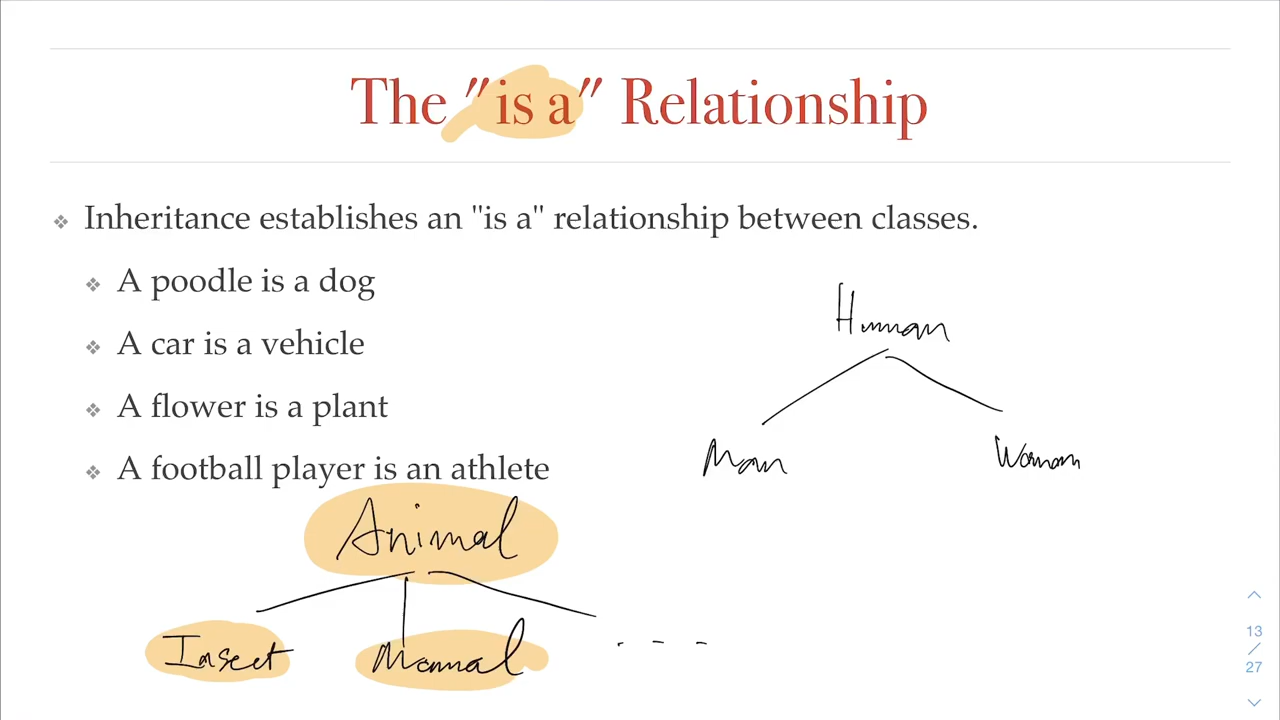 The "is a" Relationship
❖ Inheritance establishes an "is a" relationship between classes.
❖ A poodle is a dog
❖ A car is a vehicle
❖ A flower is a plant
❖ A football player is an athlete
Human
Man Woman
Animal
Insect Mammal . - -
13
/
27